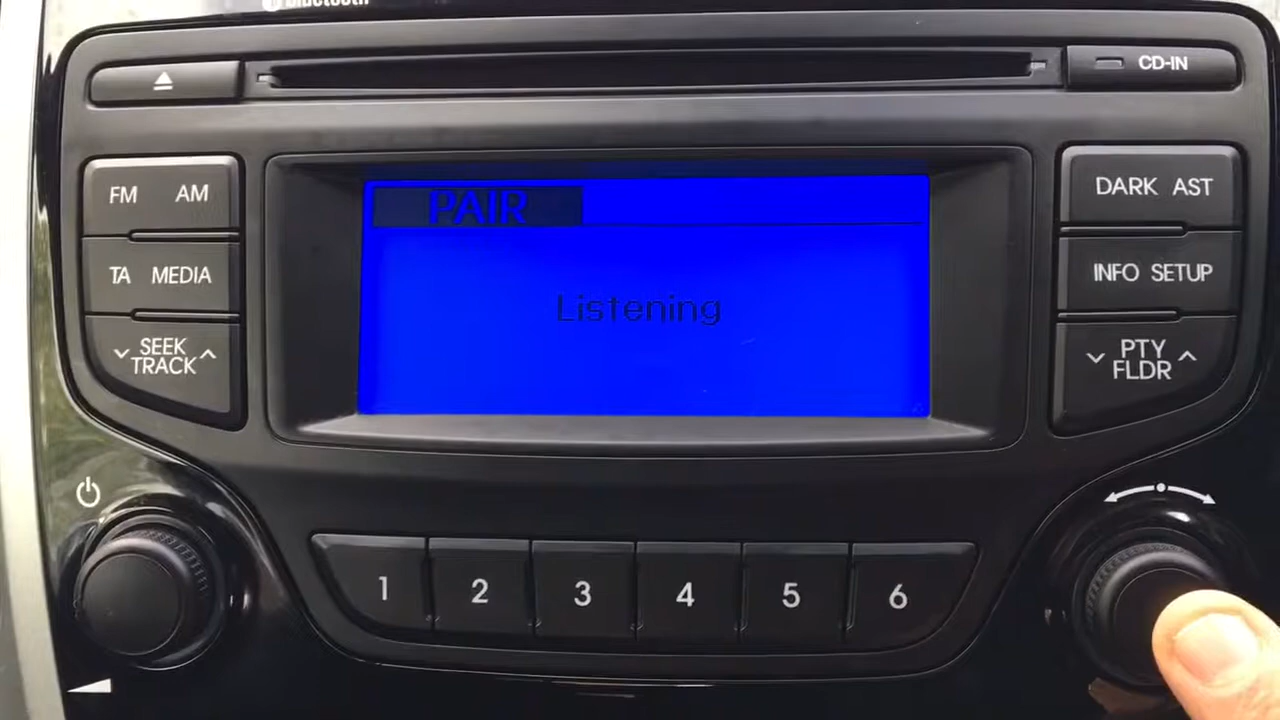 Bluetooth
CD-IN
FM AM
PAIR
DARK AST
TA MEDIA
Listening
INFO SETUP
SEEK
TRACK
PTY
FLDR
1 2 3 4 5 6